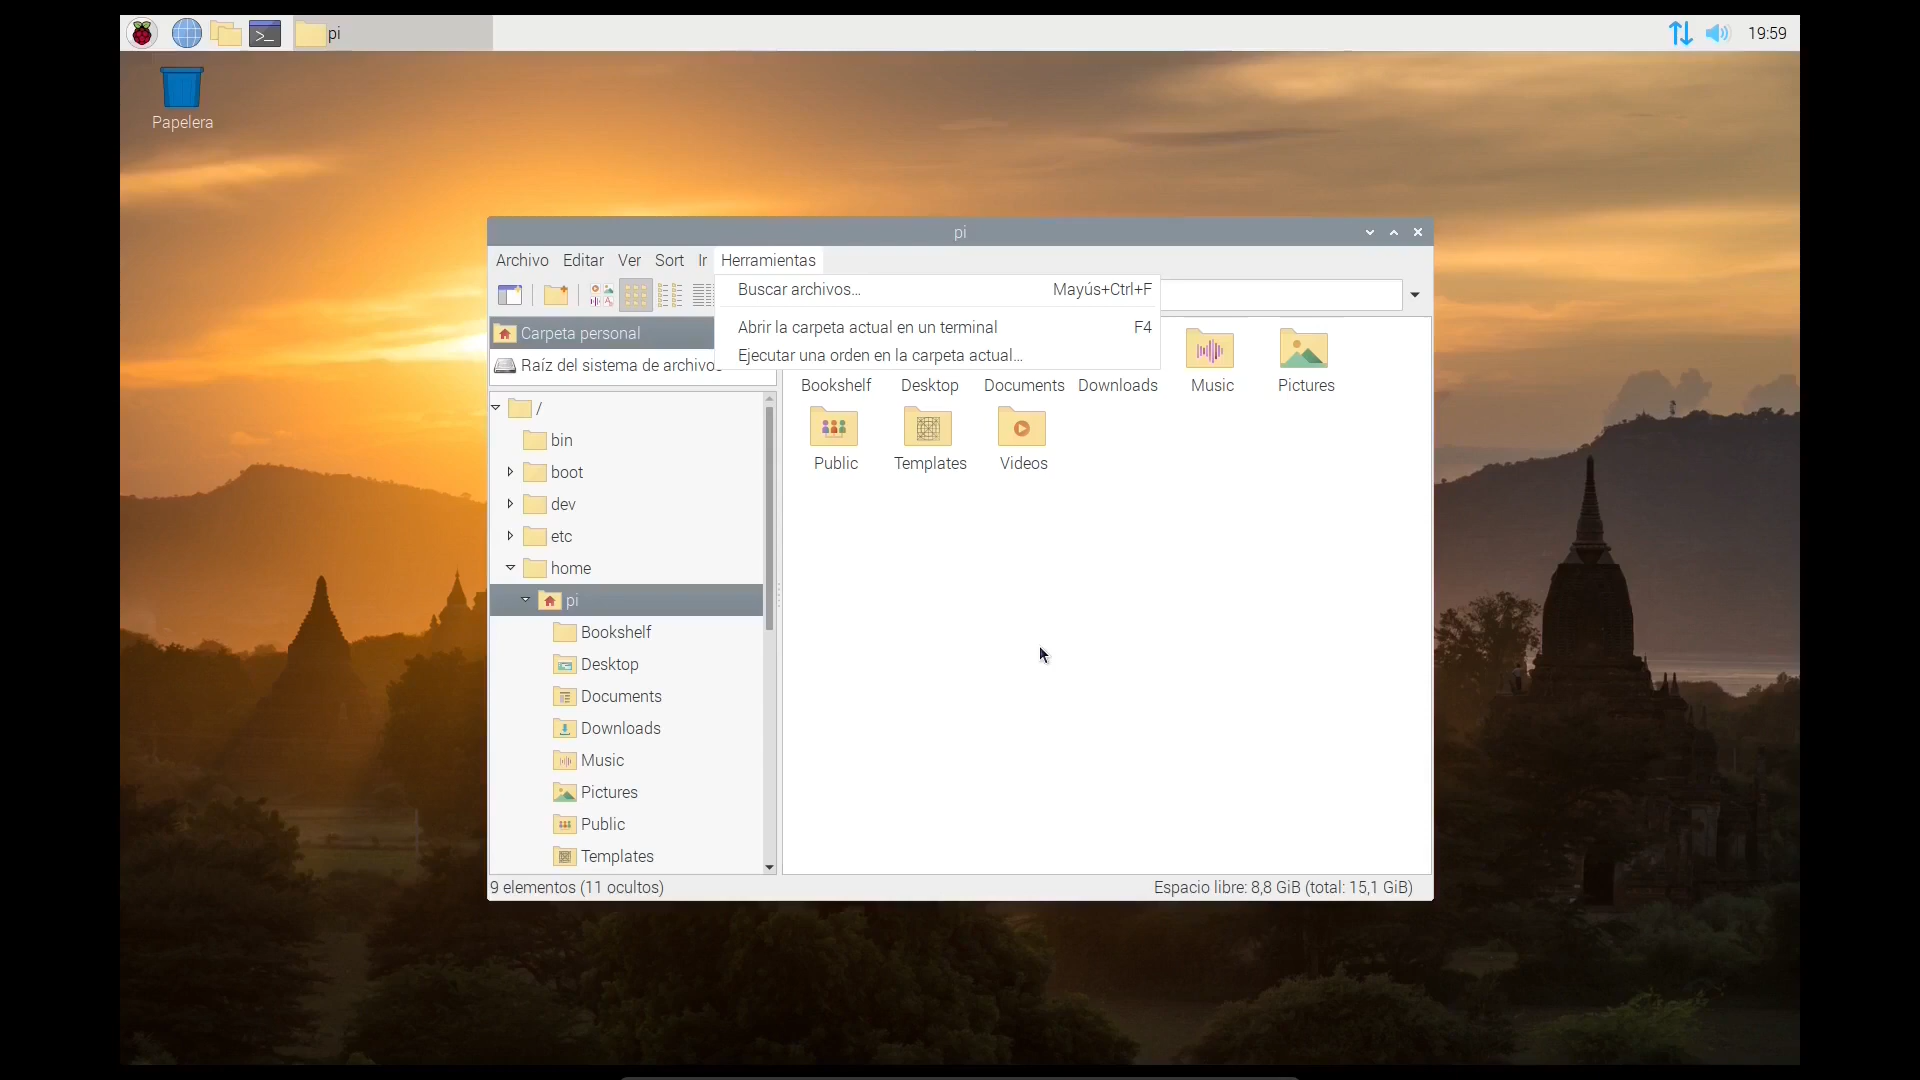 pi
19:59
Papelera
pi
Archivo Editar Ver Sort Ir Herramientas
Buscar archivos... Mayús+Ctrl+F
Abrir la carpeta actual en un terminal F4
Ejecutar una orden en la carpeta actual...
Carpeta personal
Raíz del sistema de archivos
Bookshelf Desktop Documents Downloads Music Pictures
Public Templates Videos
/
bin
boot
dev
etc
home
pi
Bookshelf
Desktop
Documents
Downloads
Music
Pictures
Public
Templates
9 elementos (11 ocultos)
Espacio libre: 8,8 GiB (total: 15,1 GiB)